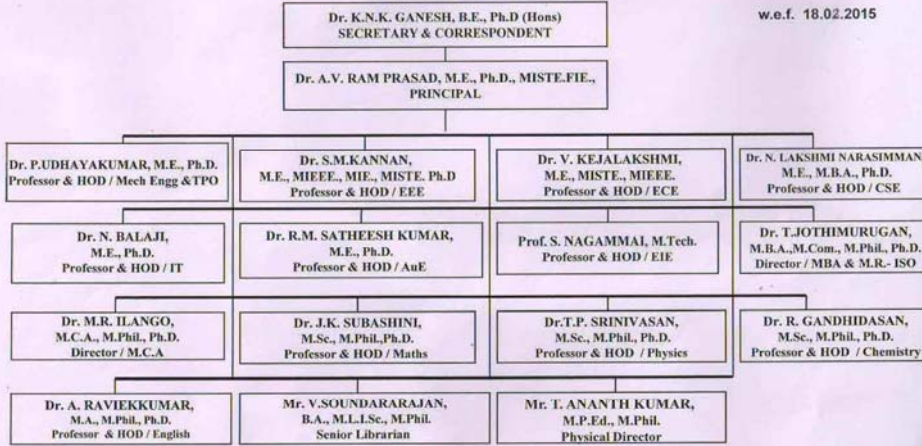 Dr. K.N.K. GANESH, B.E., Ph.D (Hons)
SECRETARY & CORRESPONDENT
w.e.f. 18.02.2015
Dr. A.V. RAM PRASAD, M.E., Ph.D., MISTE.FIE.,
PRINCIPAL
Dr. P.UDHAYAKUMAR, M.E., Ph.D.
Professor & HOD / Mech Engg &TPO
Dr. S.M.KANNAN,
M.E., MIEEE., MIE., MISTE. Ph.D
Professor & HOD / EEE
Dr. V. KEJALAKSHMI,
M.E., MISTE., MIEEE.
Professor & HOD / ECE
Dr. N. LAKSHMI NARASIMMAN
M.E., M.B.A., Ph.D.
Professor & HOD / CSE
Dr. N. BALAJI,
M.E., Ph.D.
Professor & HOD / IT
Dr. R.M. SATHEESH KUMAR,
M.E., Ph.D.
Professor & HOD / AuE
Prof. S. NAGAMMAI, M.Tech.
Professor & HOD / EIE
Dr. T.JOTHIMURUGAN,
M.B.A.,M.Com., M.Phil., Ph.D.
Director / MBA & M.R.- ISO
Dr. M.R. ILANGO,
M.C.A., M.Phil., Ph.D.
Director / M.C.A
Dr. J.K. SUBASHINI,
M.Sc., M.Phil.,Ph.D.
Professor & HOD / Maths
Dr.T.P. SRINIVASAN,
M.Sc., M.Phil., Ph.D.
Professor & HOD / Physics
Dr. R. GANDHIDASAN,
M.Sc., M.Phil., Ph.D.
Professor & HOD / Chemistry
Dr. A. RAVIEKKUMAR,
M.A., M.Phil., Ph.D.
Professor & HOD / English
Mr. V.SOUNDARARAJAN,
B.A., M.L.I.Sc., M.Phil.
Senior Librarian
Mr. T. ANANTH KUMAR,
M.P.Ed., M.Phil.
Physical Director